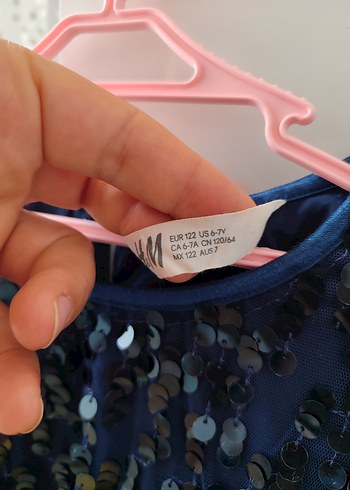 H&M
EUR 122 US 6-7Y
CA 6-7A CN 120/64
MX 122 AUS 7